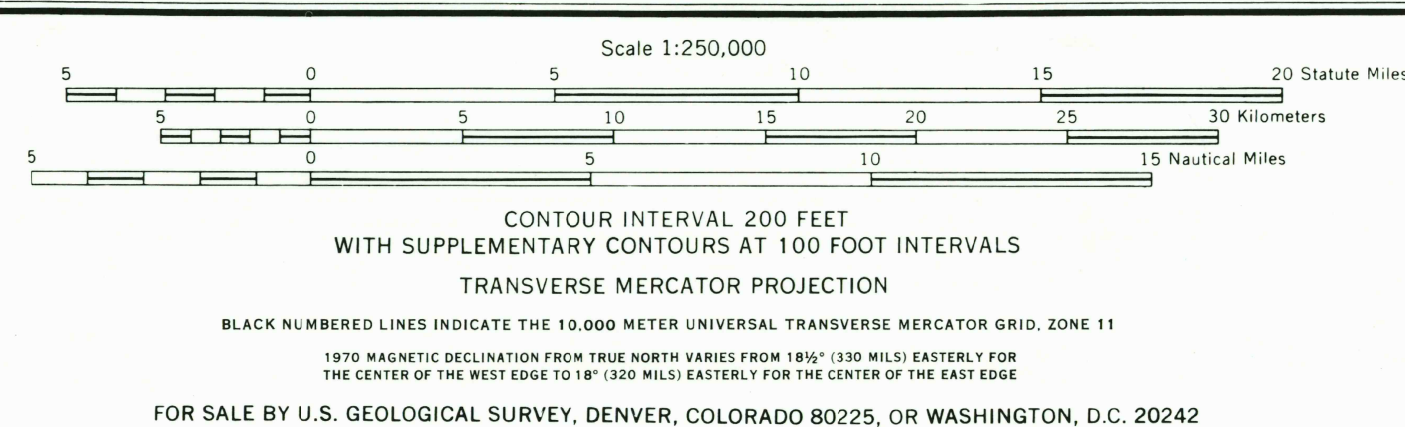 Scale 1:250,000
5 0 5 10 15 20 Statute Miles
5 0 5 10 15 20 25 30 Kilometers
5 0 5 10 15 Nautical Miles
CONTOUR INTERVAL 200 FEET
WITH SUPPLEMENTARY CONTOURS AT 100 FOOT INTERVALS
TRANSVERSE MERCATOR PROJECTION
BLACK NUMBERED LINES INDICATE THE 10,000 METER UNIVERSAL TRANSVERSE MERCATOR GRID, ZONE 11
1970 MAGNETIC DECLINATION FROM TRUE NORTH VARIES FROM 18½° (330 MILS) EASTERLY FOR
THE CENTER OF THE WEST EDGE TO 18° (320 MILS) EASTERLY FOR THE CENTER OF THE EAST EDGE
FOR SALE BY U.S. GEOLOGICAL SURVEY, DENVER, COLORADO 80225, OR WASHINGTON, D.C. 20242